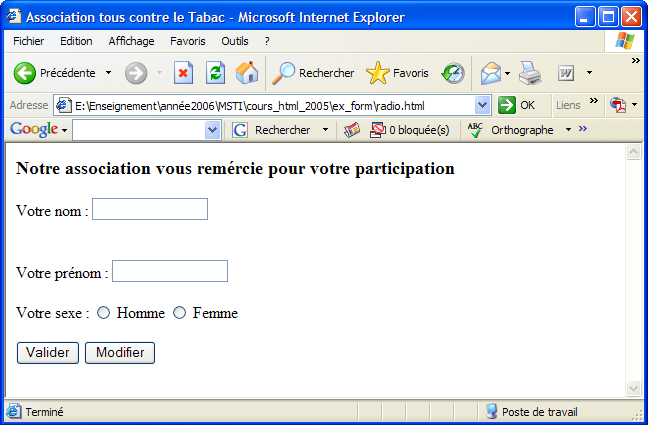 Association tous contre le Tabac - Microsoft Internet Explorer
Fichier Edition Affichage Favoris Outils ?
Précédente Rechercher Favoris W »
Adresse E:\Enseignement\année2006\MSTI\cours_html_2005\ex_form\radio.html OK Liens » »
Google G Rechercher 0 bloquée(s) ABC Orthographe »
Notre association vous remércie pour votre participation
Votre nom :
Votre prénom :
Votre sexe : Homme Femme
Valider Modifier
Terminé Poste de travail